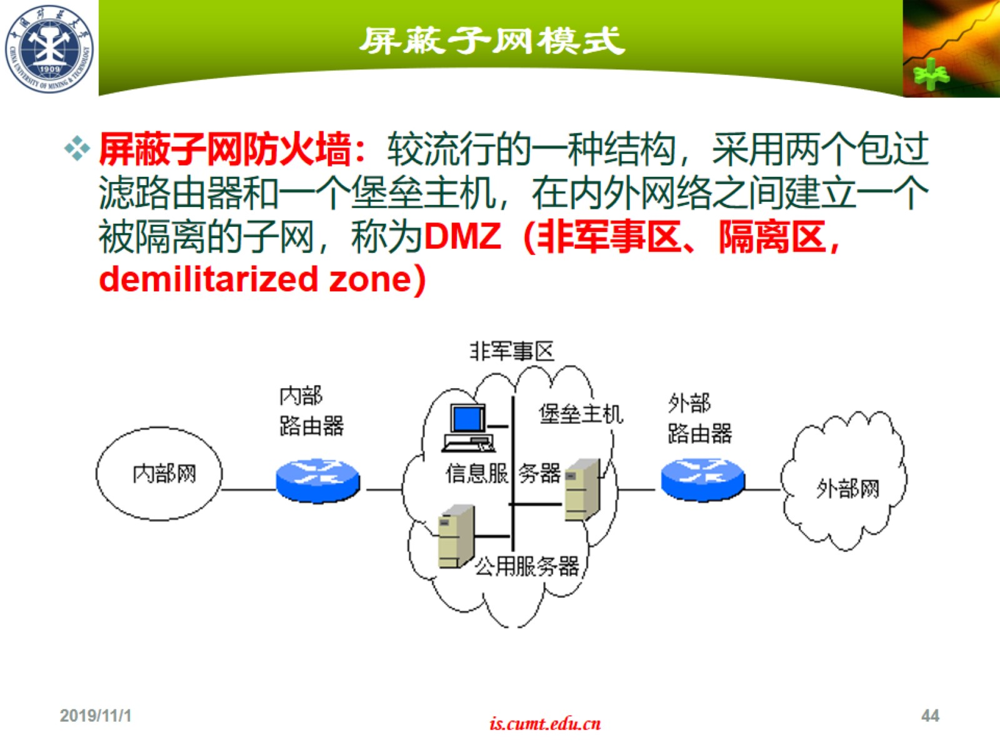 中国矿业大学
CHINA UNIVERSITY OF MINING & TECHNOLOGY
1909
屏蔽子网模式
屏蔽子网防火墙：较流行的一种结构，采用两个包过
滤路由器和一个堡垒主机，在内外网络之间建立一个
被隔离的子网，称为DMZ（非军事区、隔离区，
demilitarized zone）
非军事区
内部
路由器
堡垒主机
外部
路由器
内部网
信息服务器
外部网
公用服务器
2019/11/1
is.cumt.edu.cn
44